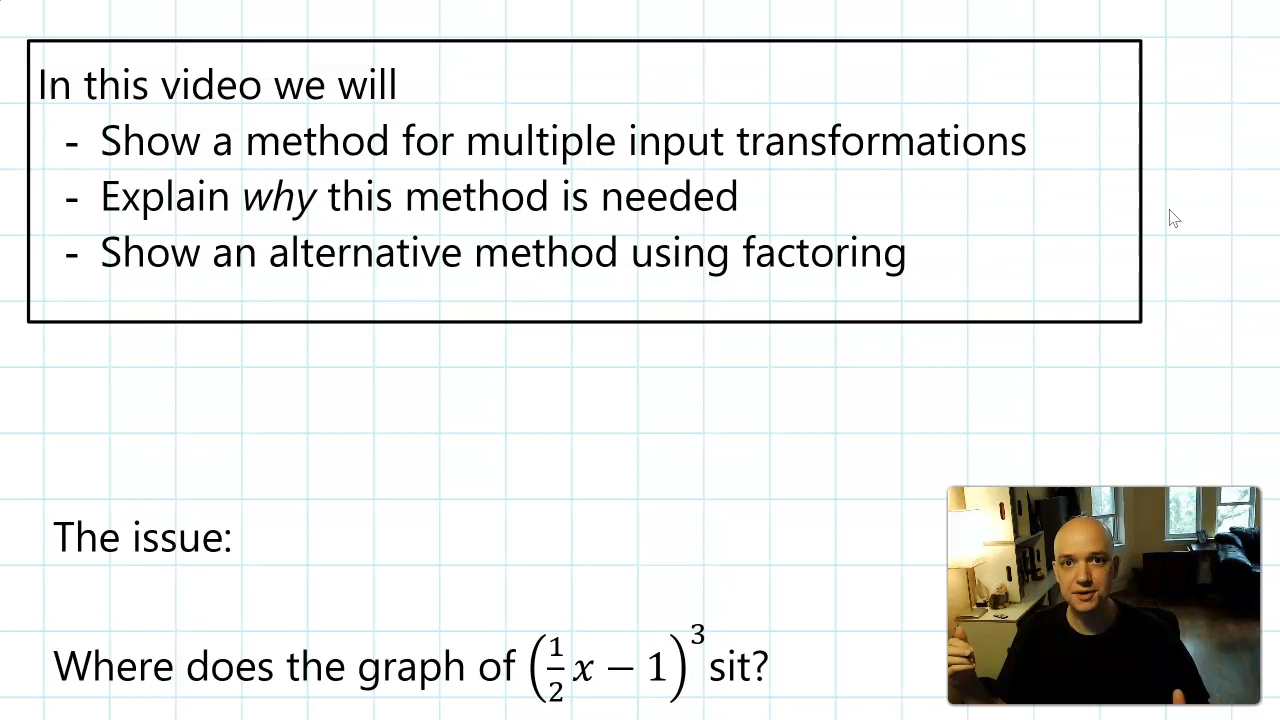 In this video we will
- Show a method for multiple input transformations
- Explain why this method is needed
- Show an alternative method using factoring
The issue:
Where does the graph of (1/2 x − 1)³ sit?